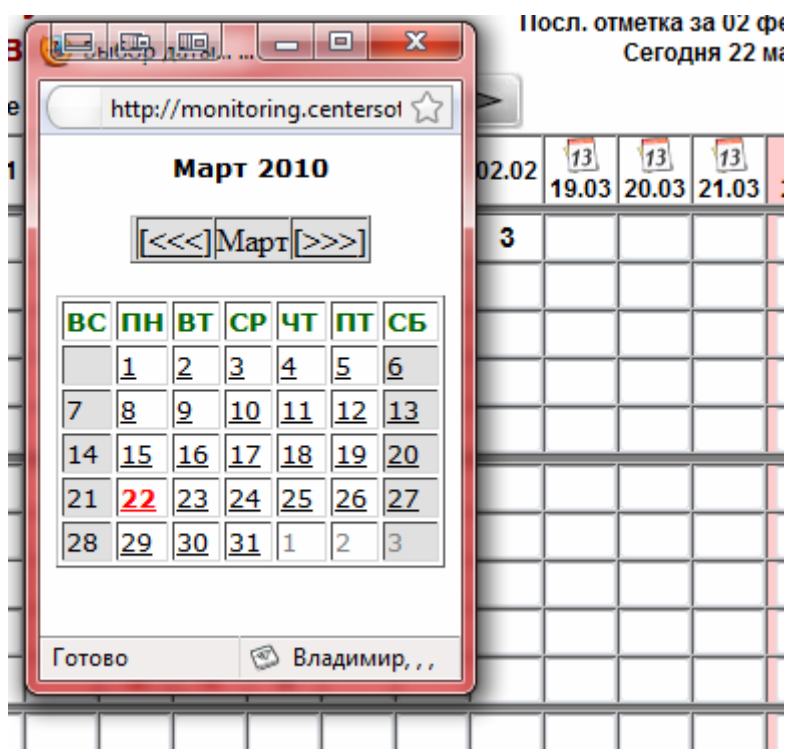 Посл. отметка за 02
Сегодня 22
Выбор даты... ...
http://monitoring.centersot
Март 2010
[<<<]Март[>>>]
ВС ПН ВТ СР ЧТ ПТ СБ
1 2 3 4 5 6
7 8 9 10 11 12 13
14 15 16 17 18 19 20
21 22 23 24 25 26 27
28 29 30 31 1 2 3
Готово
Владимир, , ,
>
02.02
13
19.03
13
20.03
13
21.03
3